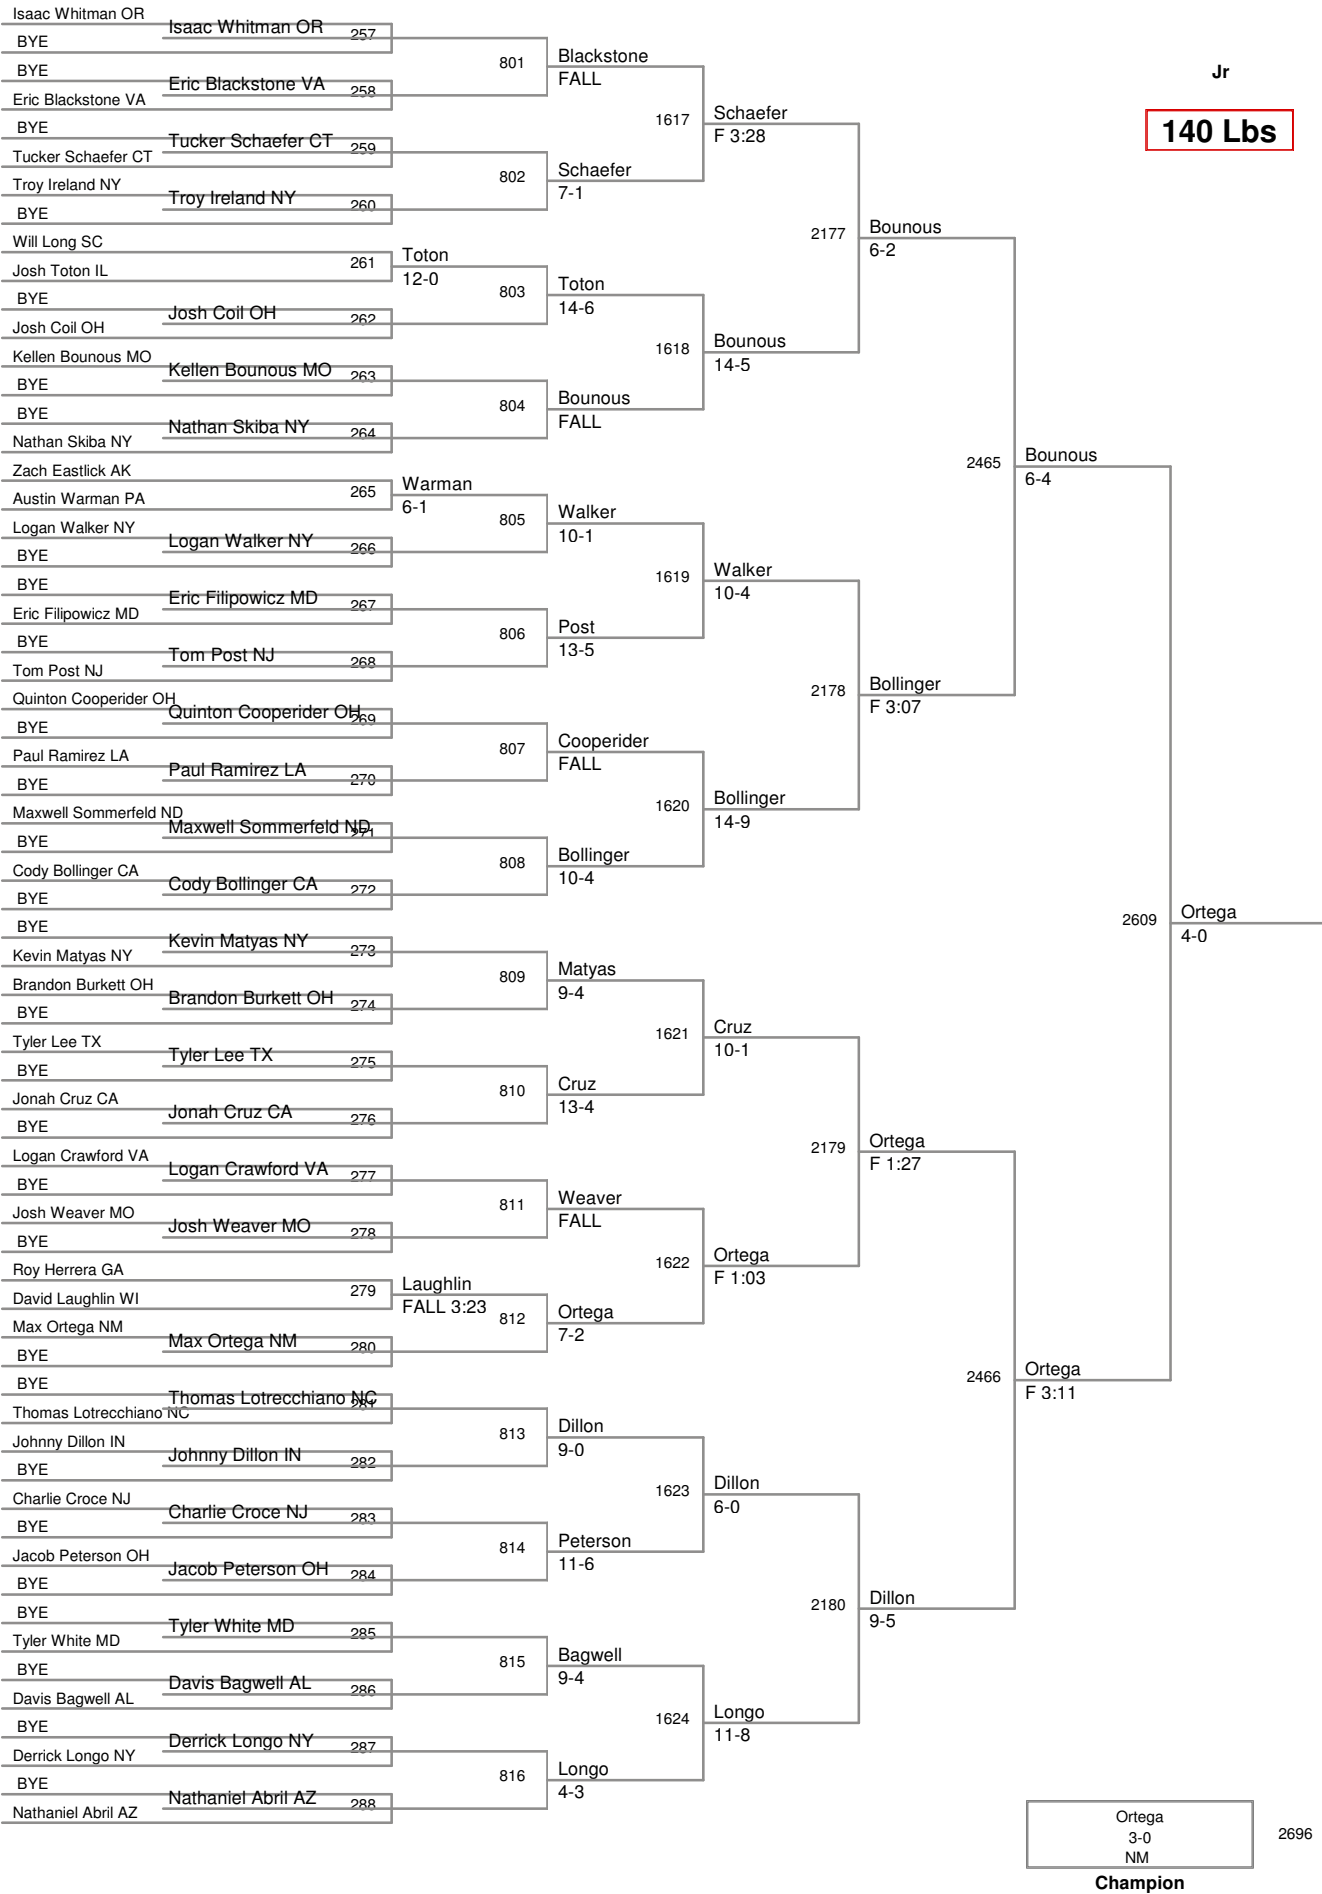 Isaac Whitman OR
Isaac Whitman OR 257
BYE
801 Blackstone
FALL
BYE
Jr
Eric Blackstone VA 258
Eric Blackstone VA
1617 Schaefer
F 3:28
140 Lbs
BYE
Tucker Schaefer CT 259
Tucker Schaefer CT
802 Schaefer
7-1
Troy Ireland NY
Troy Ireland NY 260
BYE
2177 Bounous
6-2
Will Long SC
261 Toton
12-0
Josh Toton IL
803 Toton
14-6
BYE
Josh Coil OH 262
Josh Coil OH
1618 Bounous
14-5
Kellen Bounous MO
Kellen Bounous MO 263
BYE
804 Bounous
FALL
BYE
Nathan Skiba NY 264
Nathan Skiba NY
2465 Bounous
6-4
Zach Eastlick AK
265 Warman
6-1
Austin Warman PA
805 Walker
10-1
Logan Walker NY
Logan Walker NY 266
BYE
1619 Walker
10-4
BYE
Eric Filipowicz MD 267
Eric Filipowicz MD
806 Post
13-5
BYE
Tom Post NJ 268
Tom Post NJ
2178 Bollinger
F 3:07
Quinton Cooperider OH
Quinton Cooperider OH 269
BYE
807 Cooperider
FALL
Paul Ramirez LA
Paul Ramirez LA 270
BYE
1620 Bollinger
14-9
Maxwell Sommerfeld ND
Maxwell Sommerfeld ND 271
BYE
808 Bollinger
10-4
Cody Bollinger CA
Cody Bollinger CA 272
BYE
2609 Ortega
4-0
BYE
Kevin Matyas NY 273
Kevin Matyas NY
809 Matyas
9-4
Brandon Burkett OH
Brandon Burkett OH 274
BYE
1621 Cruz
10-1
Tyler Lee TX
Tyler Lee TX 275
BYE
810 Cruz
13-4
Jonah Cruz CA
Jonah Cruz CA 276
BYE
2179 Ortega
F 1:27
Logan Crawford VA
Logan Crawford VA 277
BYE
811 Weaver
FALL
Josh Weaver MO
Josh Weaver MO 278
BYE
1622 Ortega
F 1:03
Roy Herrera GA
279 Laughlin
FALL 3:23
David Laughlin WI
812 Ortega
7-2
Max Ortega NM
Max Ortega NM 280
BYE
2466 Ortega
F 3:11
BYE
Thomas Lotrecchiano NC 281
Thomas Lotrecchiano NC
813 Dillon
9-0
Johnny Dillon IN
Johnny Dillon IN 282
BYE
1623 Dillon
6-0
Charlie Croce NJ
Charlie Croce NJ 283
BYE
814 Peterson
11-6
Jacob Peterson OH
Jacob Peterson OH 284
BYE
2180 Dillon
9-5
BYE
Tyler White MD 285
Tyler White MD
815 Bagwell
9-4
BYE
Davis Bagwell AL 286
Davis Bagwell AL
1624 Longo
11-8
BYE
Derrick Longo NY 287
Derrick Longo NY
816 Longo
4-3
BYE
Nathaniel Abril AZ 288
Nathaniel Abril AZ
Ortega
3-0
NM
2696
Champion